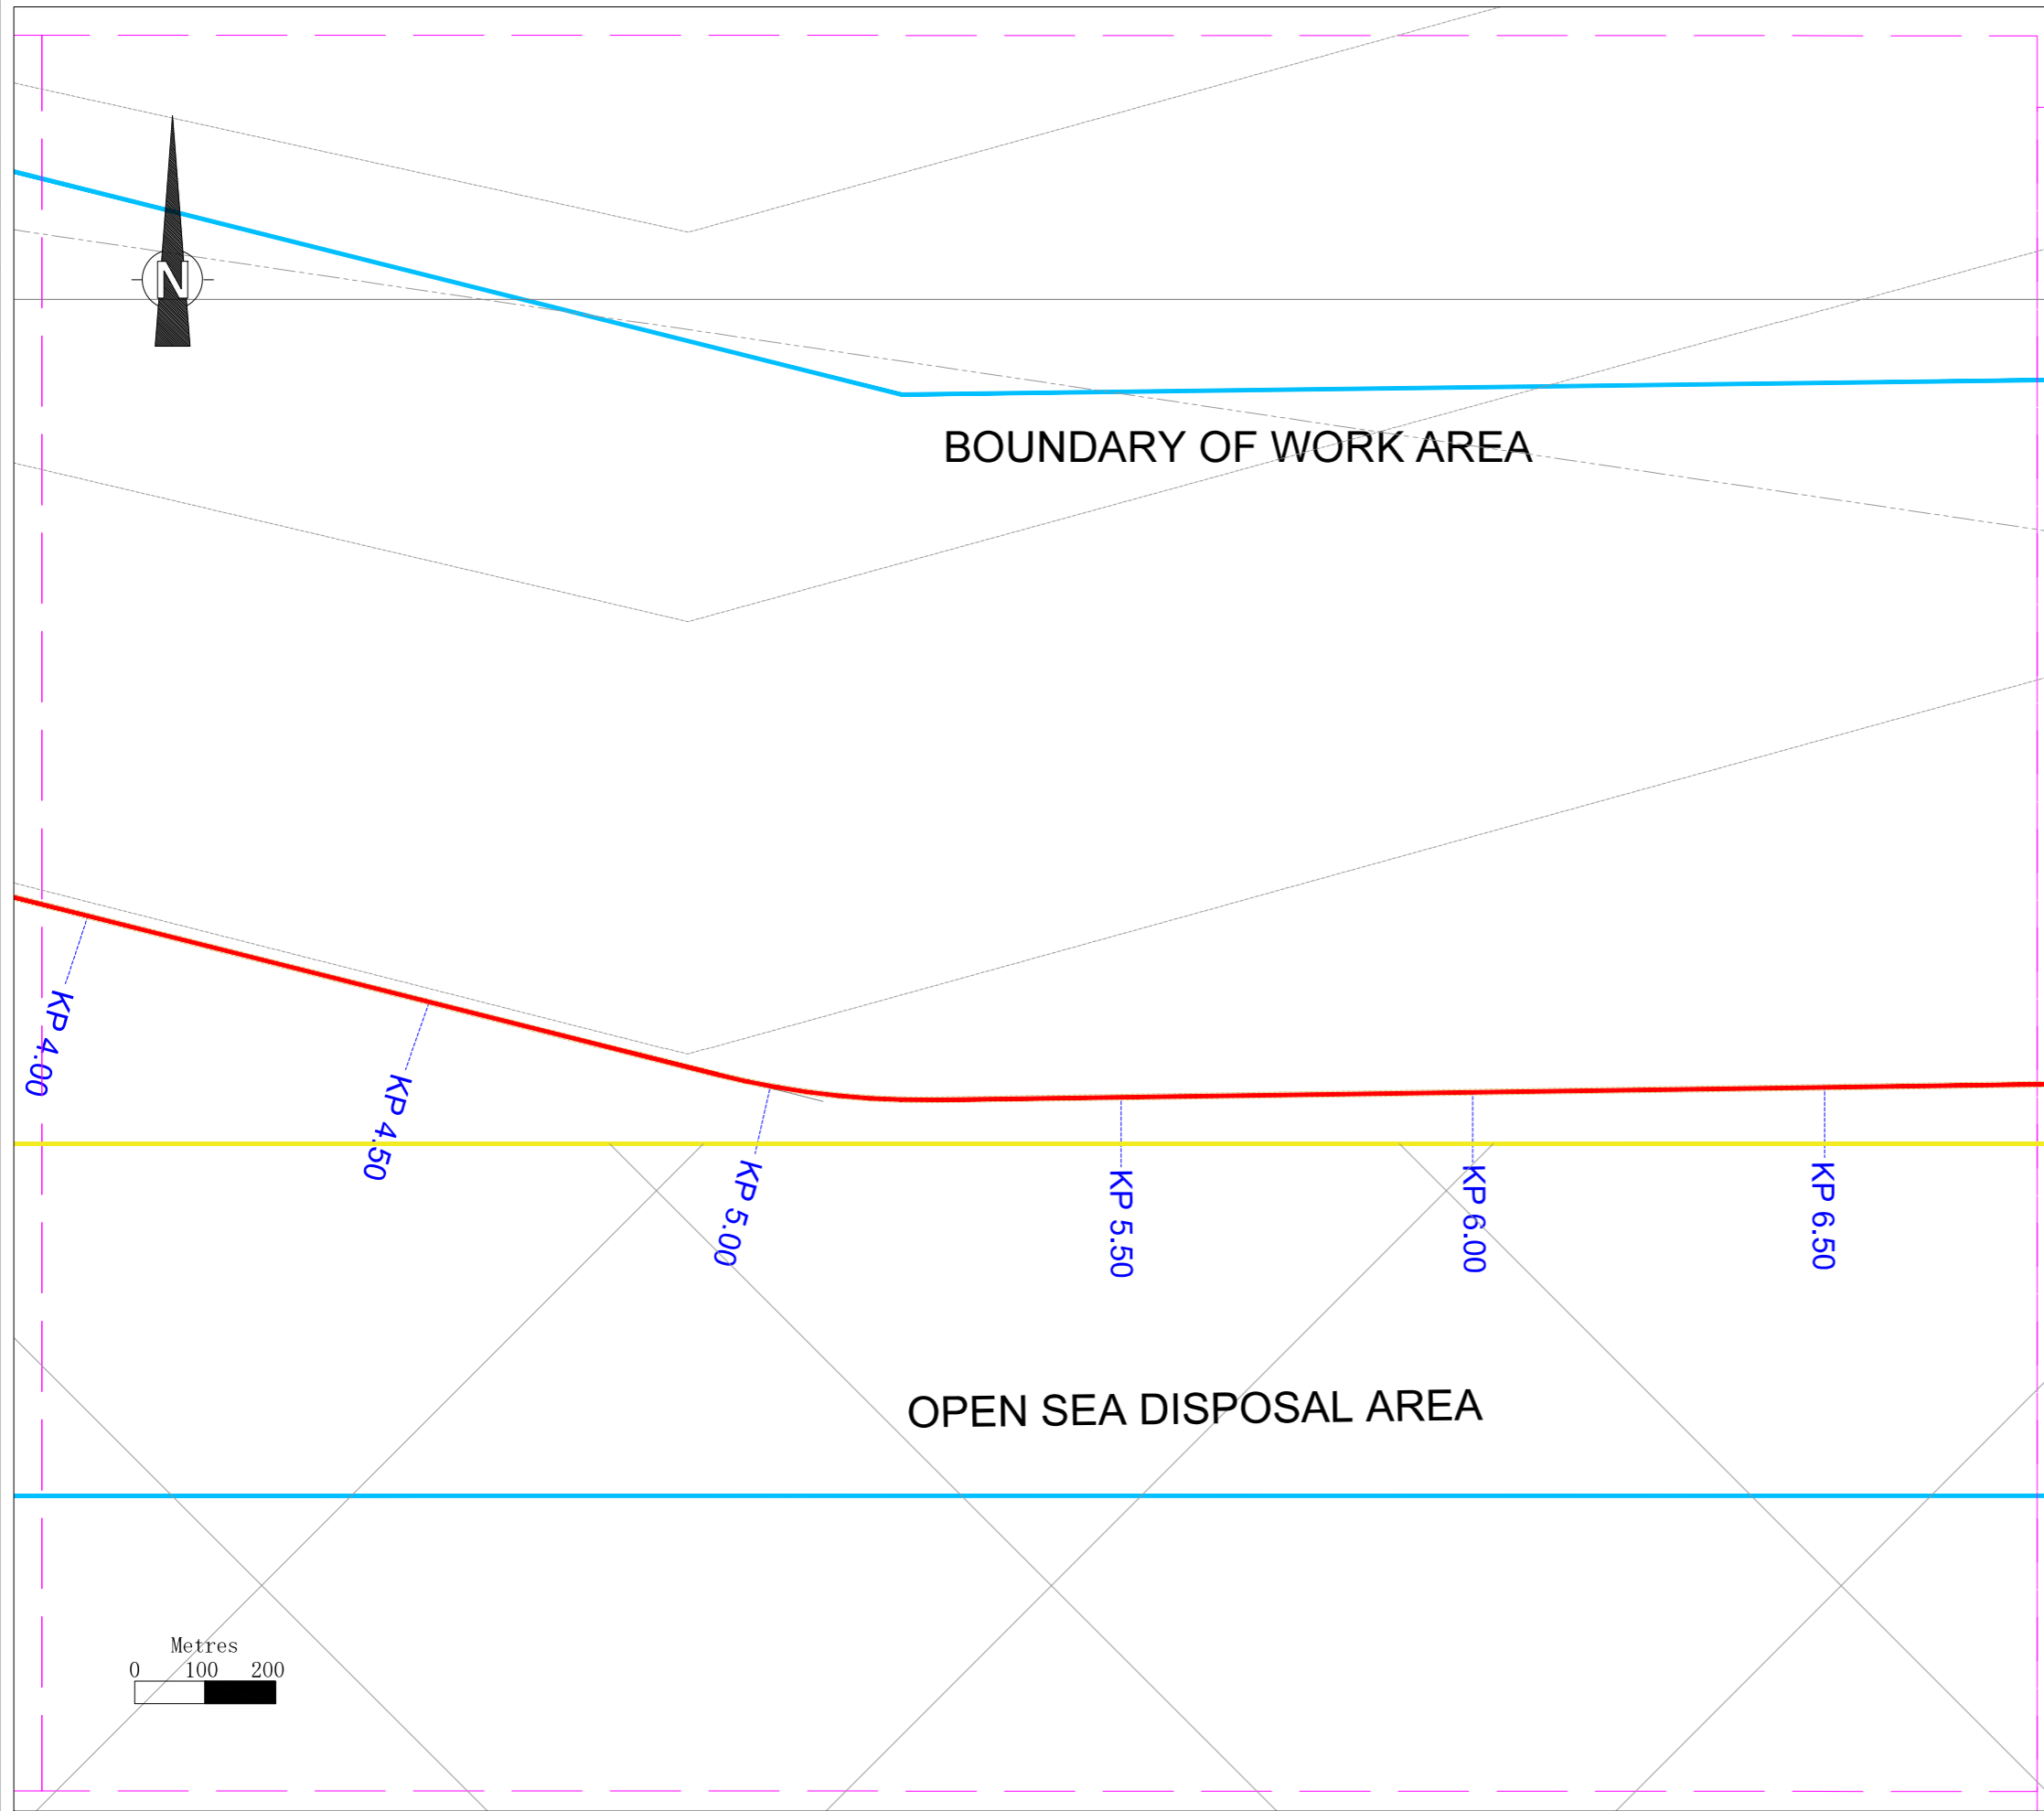 N
BOUNDARY OF WORK AREA
KP 4.00
KP 4.50
KP 5.00
KP 5.50
KP 6.00
KP 6.50
OPEN SEA DISPOSAL AREA
Metres
0 100 200